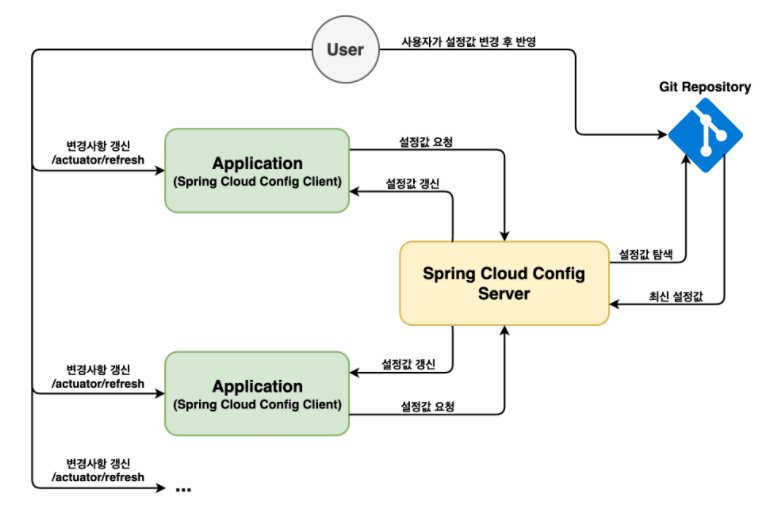 User
사용자가 설정값 변경 후 반영
Git Repository
변경사항 갱신
/actuator/refresh
Application
(Spring Cloud Config Client)
설정값 요청
설정값 갱신
Spring Cloud Config
Server
설정값 탐색
최신 설정값
변경사항 갱신
/actuator/refresh
Application
(Spring Cloud Config Client)
설정값 갱신
설정값 요청
변경사항 갱신
/actuator/refresh
...